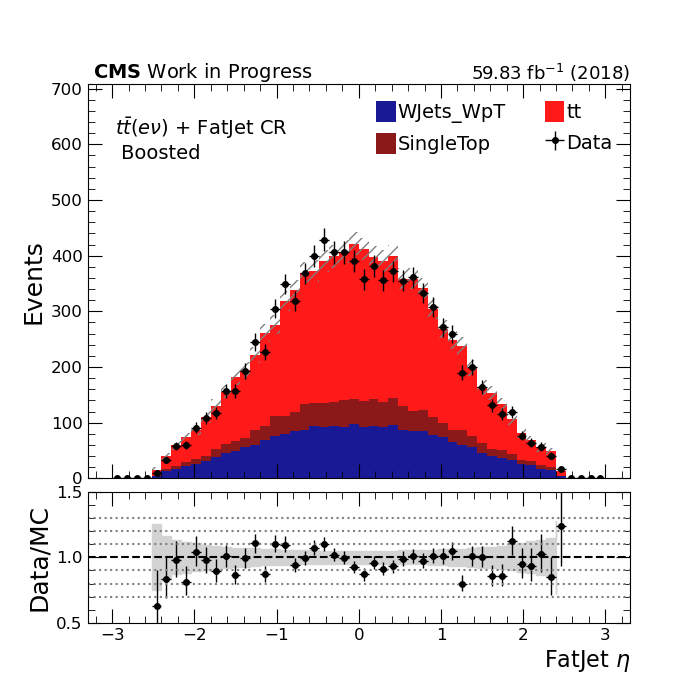 CMS Work in Progress 59.83 fb⁻¹ (2018)
700
600
500
400
300
200
100
0
Events
tt̄(eν) + FatJet CR
Boosted
WJets_WpT tt
SingleTop Data
1.5
1.0
0.5
Data/MC
−3 −2 −1 0 1 2 3
FatJet η